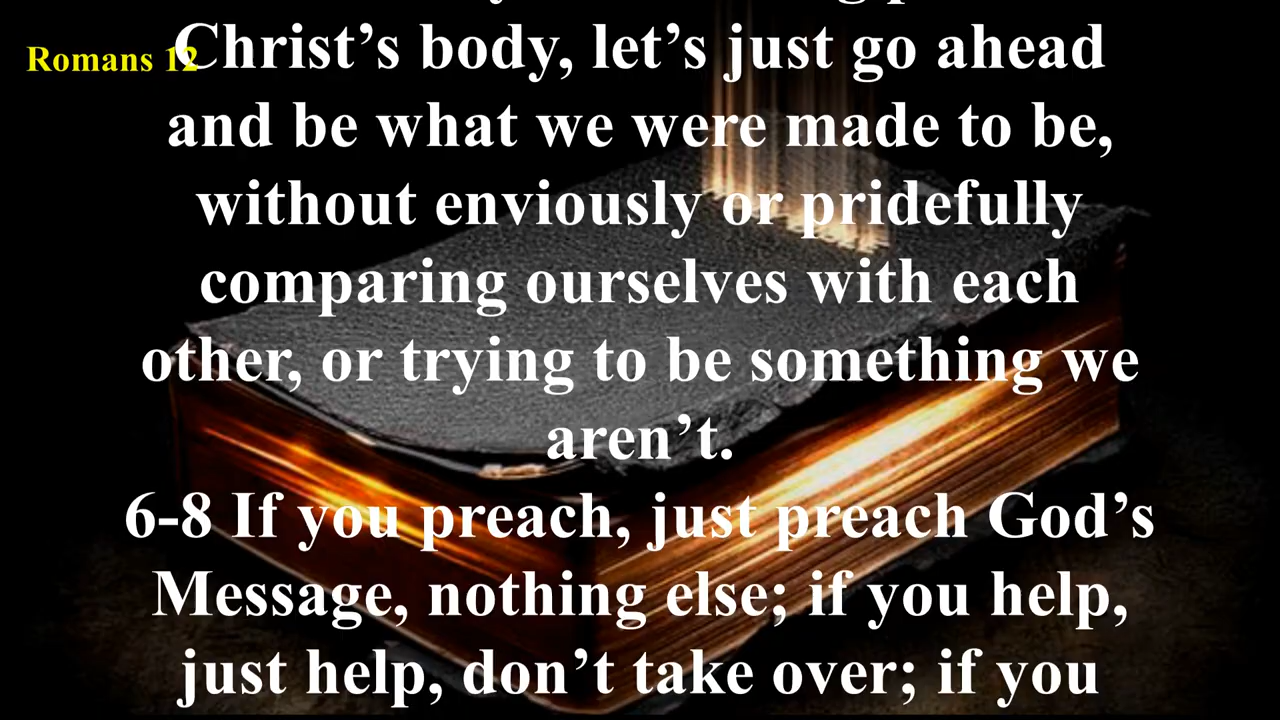 Romans 12
Christ’s body, let’s just go ahead
and be what we were made to be,
without enviously or pridefully
comparing ourselves with each
other, or trying to be something we
aren’t.
6-8 If you preach, just preach God’s
Message, nothing else; if you help,
just help, don’t take over; if you